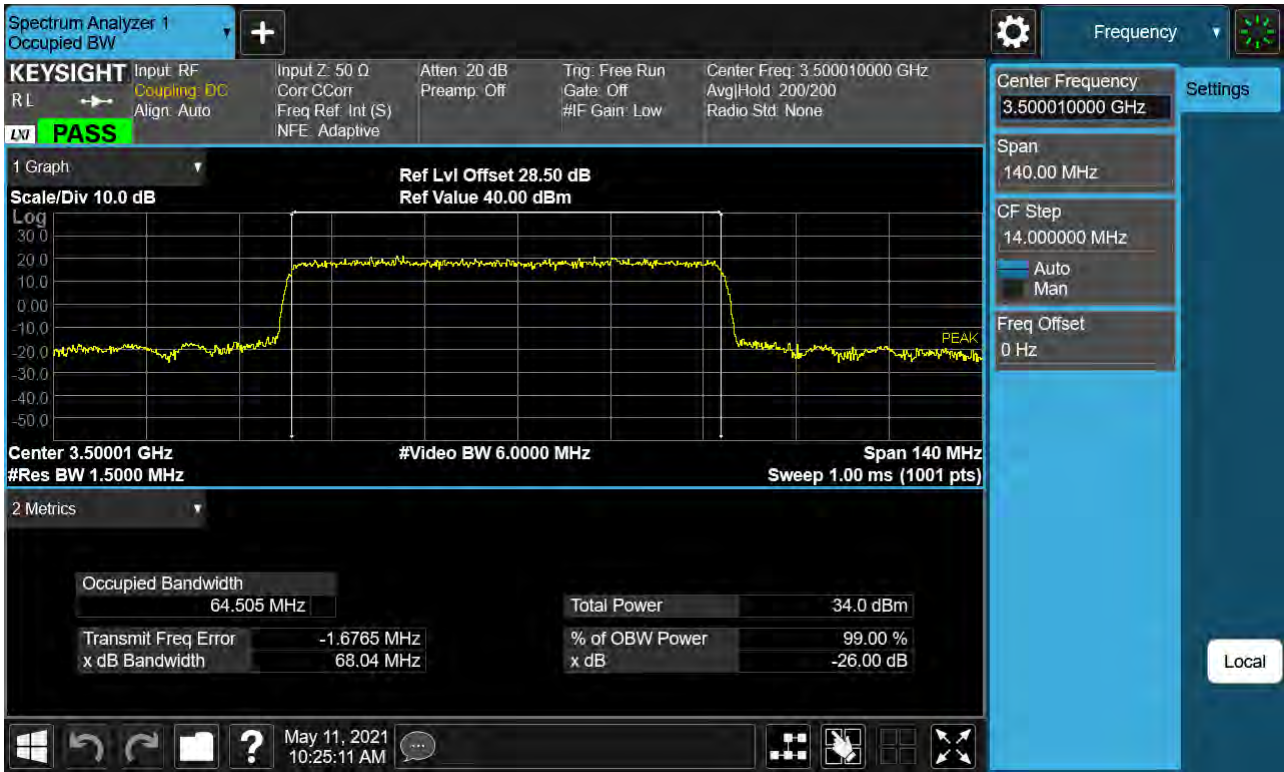 Spectrum Analyzer 1
Occupied BW
+
Frequency
KEYSIGHT
R L
LXI
PASS
Input: RF
Coupling: DC
Align: Auto
Input Z: 50 Ω
Corr CCorr
Freq Ref: Int (S)
NFE: Adaptive
Atten: 20 dB
Preamp: Off
Trig: Free Run
Gate: Off
#IF Gain: Low
Center Freq: 3.500010000 GHz
Avg|Hold: 200/200
Radio Std: None
Center Frequency
3.500010000 GHz
Settings
Span
140.00 MHz
CF Step
14.000000 MHz
Auto
Man
Freq Offset
0 Hz
Local
1 Graph
Scale/Div 10.0 dB
Ref Lvl Offset 28.50 dB
Ref Value 40.00 dBm
Log
30.0
20.0
10.0
0.00
-10.0
-20.0
-30.0
-40.0
-50.0
PEAK
Center 3.50001 GHz
#Video BW 6.0000 MHz
Span 140 MHz
#Res BW 1.5000 MHz
Sweep 1.00 ms (1001 pts)
2 Metrics
Occupied Bandwidth
64.505 MHz
Total Power 34.0 dBm
Transmit Freq Error -1.6765 MHz
% of OBW Power 99.00 %
x dB Bandwidth 68.04 MHz
x dB -26.00 dB
?
May 11, 2021
10:25:11 AM